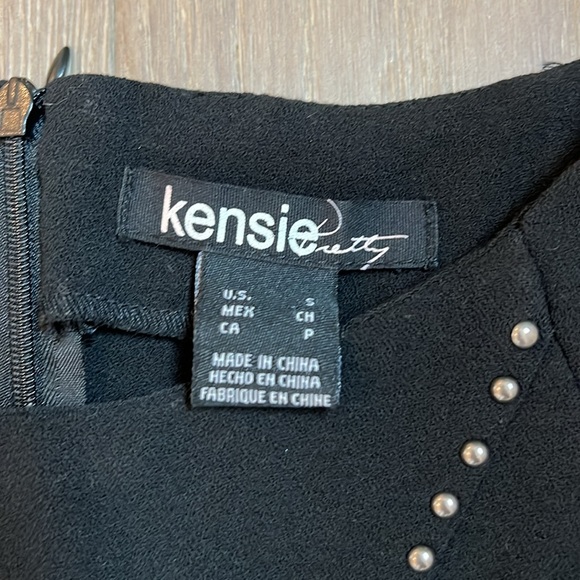 kensie Pretty
U.S. S
MEX CH
CA P
MADE IN CHINA
HECHO EN CHINA
FABRIQUE EN CHINE